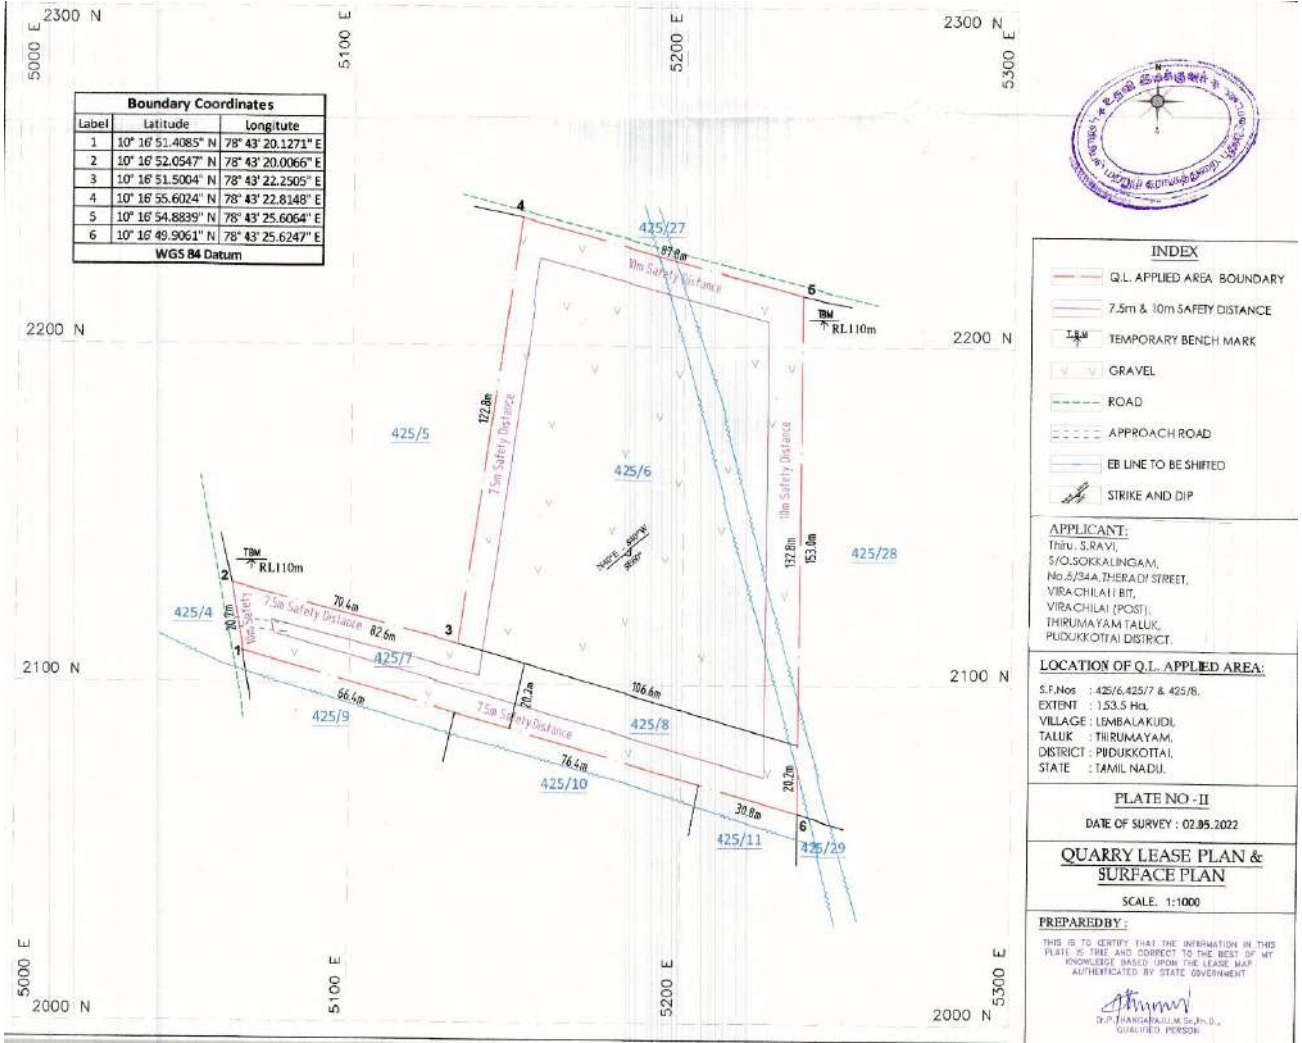 2300 N
5000 E
5100 E
5200 E
2300 N
5300 E
Boundary Coordinates
Label Latitude Longitute
1 10° 16' 51.4085" N 78° 43' 20.1271" E
2 10° 16' 52.0547" N 78° 43' 20.0066" E
3 10° 16' 51.5004" N 78° 43' 22.2505" E
4 10° 16' 55.6024" N 78° 43' 22.8148" E
5 10° 16' 54.8839" N 78° 43' 25.6064" E
6 10° 16' 49.9061" N 78° 43' 25.6247" E
WGS 84 Datum
4
425/27
87.8m
10m Safety Distance
5
TBM
RL110m
2200 N
2200 N
122.8m
7.5m Safety Distance
425/5
425/6
10m Safety Distance
132.8m
153.0m
425/28
TBM
RL110m
2
425/4
20.2m
10m Safety
1
70.4m
7.5m Safety Distance
82.6m
3
425/7
2100 N
2100 N
66.4m
425/9
20.2m
106.6m
7.5m Safety Distance
425/8
76.4m
425/10
20.2m
30.8m
6
425/11
425/29
5000 E
2000 N
5100 E
5200 E
5300 E
2000 N
N
INDEX
Q.L. APPLIED AREA BOUNDARY
7.5m & 10m SAFETY DISTANCE
T.B.M TEMPORARY BENCH MARK
GRAVEL
ROAD
APPROACH ROAD
EB LINE TO BE SHIFTED
STRIKE AND DIP
APPLICANT:
Thiru. S.RAVI,
S/O.SOKKALINGAM,
No.5/34A,THERADI STREET,
VIRACHILAI BIT,
VIRACHILAI (POST),
THIRUMAYAM TALUK,
PUDUKKOTTAI DISTRICT.
LOCATION OF Q.L. APPLIED AREA:
S.F.Nos : 425/6,425/7 & 425/8,
EXTENT : 1.53.5 Ha,
VILLAGE : LEMBALAKUDI,
TALUK : THIRUMAYAM,
DISTRICT : PUDUKKOTTAI,
STATE : TAMIL NADU.
PLATE NO -II
DATE OF SURVEY : 02.05.2022
QUARRY LEASE PLAN &
SURFACE PLAN
SCALE. 1:1000
PREPARED BY :
THIS IS TO CERTIFY THAT THE INFORMATION IN THIS
PLATE IS TRUE AND CORRECT TO THE BEST OF MY
KNOWLEDGE BASED UPON THE LEASE MAP
AUTHENTICATED BY STATE GOVERNMENT
Dr.P.THANGARAJU,M.Sc,Ph.D.,
QUALIFIED PERSON